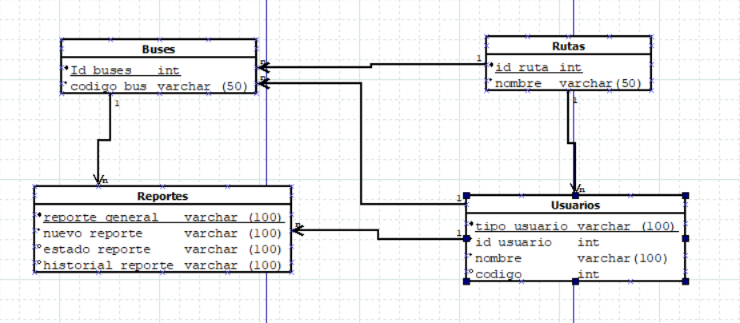 Buses
Id buses int
codigo bus varchar (50)
Rutas
id ruta int
nombre varchar(50)
n
n
1
1
1
n
n
1
1
n
Reportes
reporte general varchar (100)
nuevo reporte varchar (100)
estado reporte varchar (100)
historial reporte varchar (100)
Usuarios
tipo usuario varchar (100)
id usuario int
nombre varchar(100)
codigo int